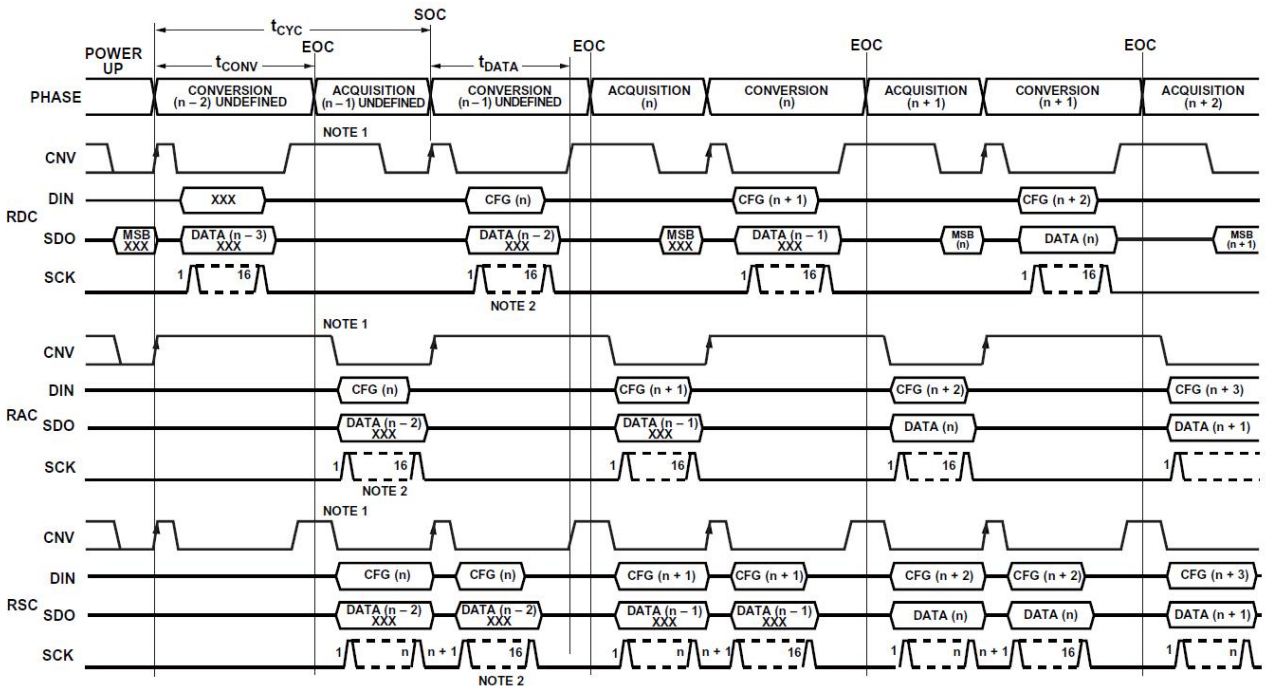 SOC
tCYC
EOC EOC EOC EOC
POWER UP
tCONV tDATA
PHASE
CONVERSION (n – 2) UNDEFINED
ACQUISITION (n – 1) UNDEFINED
CONVERSION (n – 1) UNDEFINED
ACQUISITION (n)
CONVERSION (n)
ACQUISITION (n + 1)
CONVERSION (n + 1)
ACQUISITION (n + 2)
NOTE 1
CNV
RDC
DIN XXX CFG (n) CFG (n + 1) CFG (n + 2)
SDO
MSB XXX
DATA (n – 3) XXX
DATA (n – 2) XXX
MSB XXX
DATA (n – 1) XXX
MSB (n)
DATA (n)
MSB (n + 1)
SCK 1 16 1 16 1 16 1 16
NOTE 2
NOTE 1
CNV
RAC
DIN CFG (n) CFG (n + 1) CFG (n + 2) CFG (n + 3)
SDO
DATA (n – 2) XXX
DATA (n – 1) XXX
DATA (n)
DATA (n + 1)
SCK 1 16 1 16 1 16 1
NOTE 2
NOTE 1
CNV
RSC
DIN CFG (n) CFG (n) CFG (n + 1) CFG (n + 1) CFG (n + 2) CFG (n + 2) CFG (n + 3)
SDO
DATA (n – 2) XXX
DATA (n – 2) XXX
DATA (n – 1) XXX
DATA (n – 1) XXX
DATA (n)
DATA (n)
DATA (n + 1)
SCK 1 n n + 1 16 1 n n + 1 16 1 n n + 1 16 1 n
NOTE 2